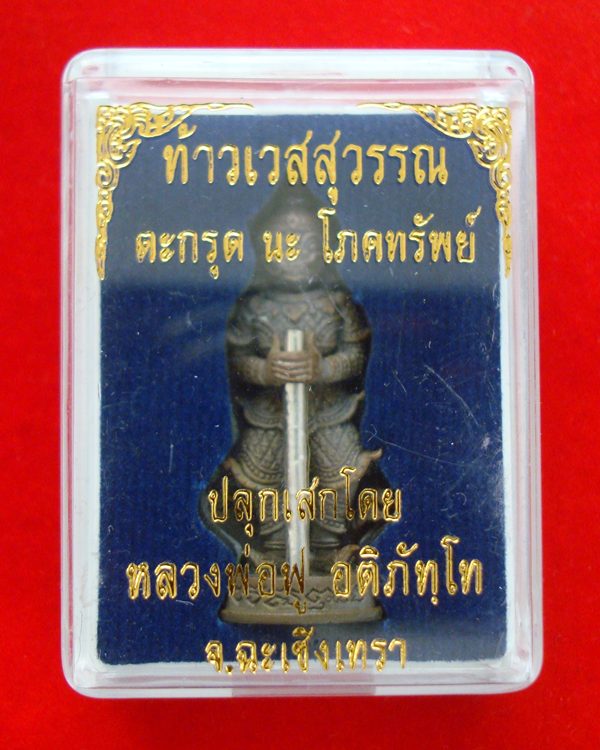 ท้าวเวสสุวรรณ
ตะกรุด นะ โภคทรัพย์
ปลุกเสกโดย
หลวงพ่อฟู อติภัทฺโท
จ.ฉะเชิงเทรา